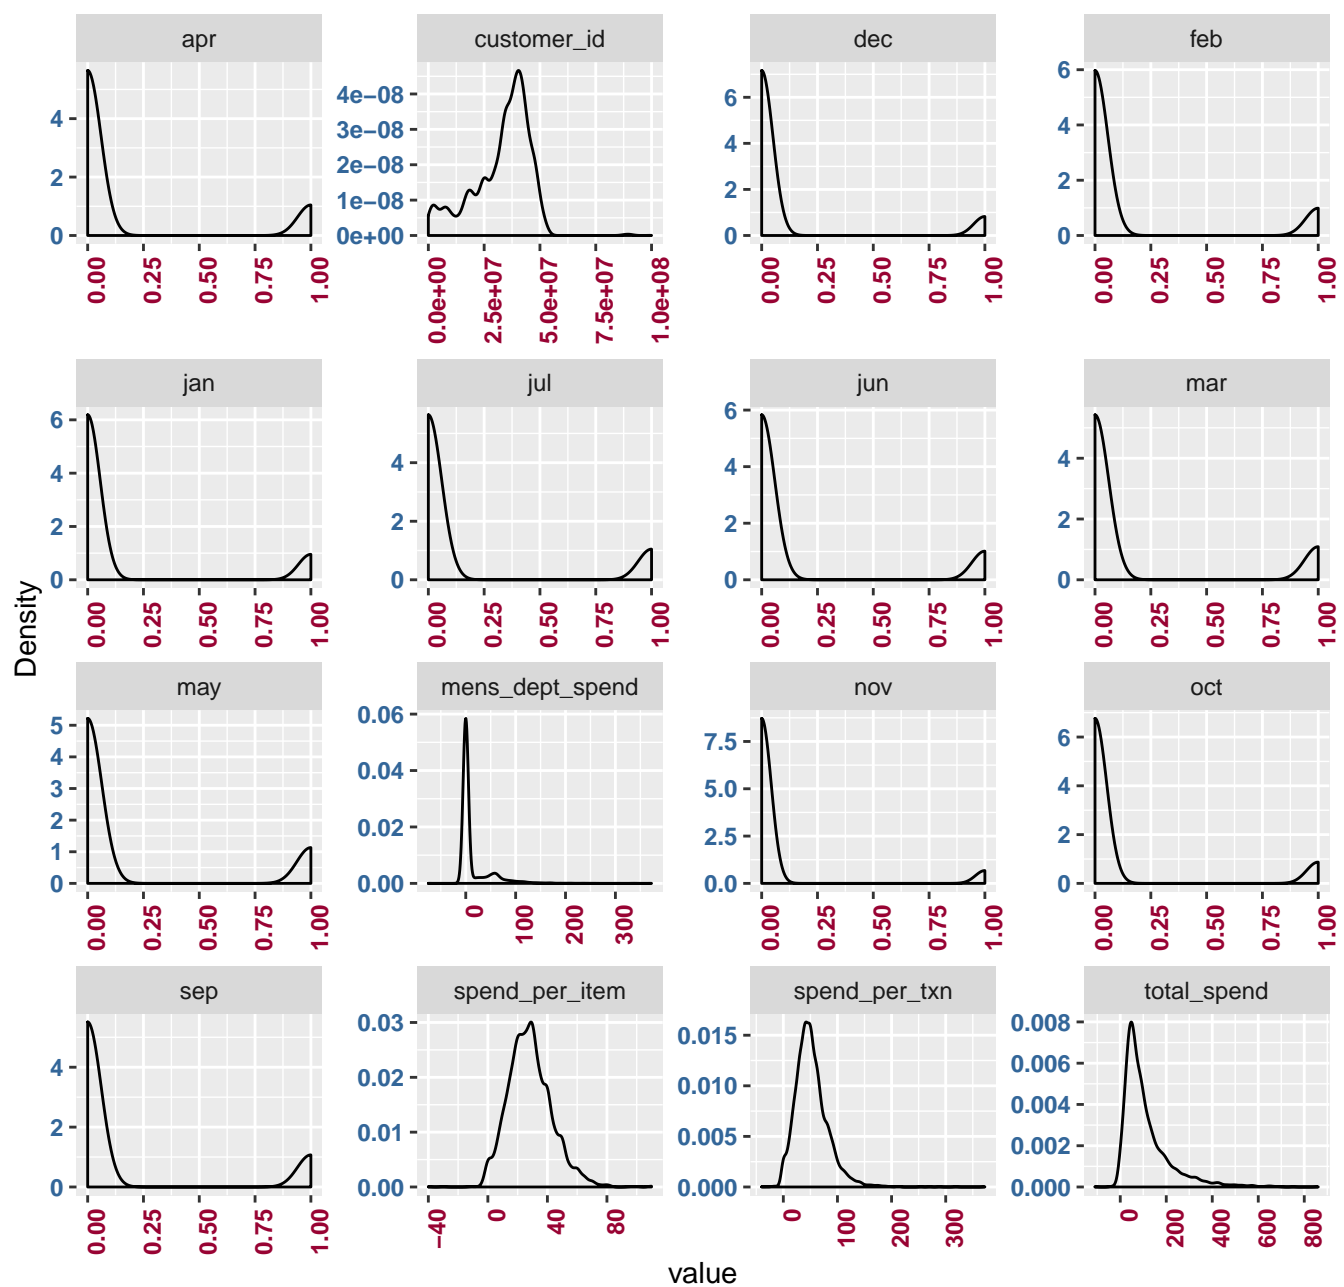 apr
customer_id
dec
feb
4
2
0
4e−08
3e−08
2e−08
1e−08
0e+00
6
4
2
0
6
4
2
0
0.00 0.25 0.50 0.75 1.00
0.0e+00 2.5e+07 5.0e+07 7.5e+07 1.0e+08
0.00 0.25 0.50 0.75 1.00
0.00 0.25 0.50 0.75 1.00
jan
jul
jun
mar
6
4
2
0
4
2
0
6
4
2
0
4
2
0
0.00 0.25 0.50 0.75 1.00
0.00 0.25 0.50 0.75 1.00
0.00 0.25 0.50 0.75 1.00
0.00 0.25 0.50 0.75 1.00
Density
may
mens_dept_spend
nov
oct
5
4
3
2
1
0
0.06
0.04
0.02
0.00
7.5
5.0
2.5
0.0
6
4
2
0
0.00 0.25 0.50 0.75 1.00
0 100 200 300
0.00 0.25 0.50 0.75 1.00
0.00 0.25 0.50 0.75 1.00
sep
spend_per_item
spend_per_txn
total_spend
4
2
0
0.03
0.02
0.01
0.00
0.015
0.010
0.005
0.000
0.008
0.006
0.004
0.002
0.000
0.00 0.25 0.50 0.75 1.00
−40 0 40 80
0 100 200 300
0 200 400 600 800
value